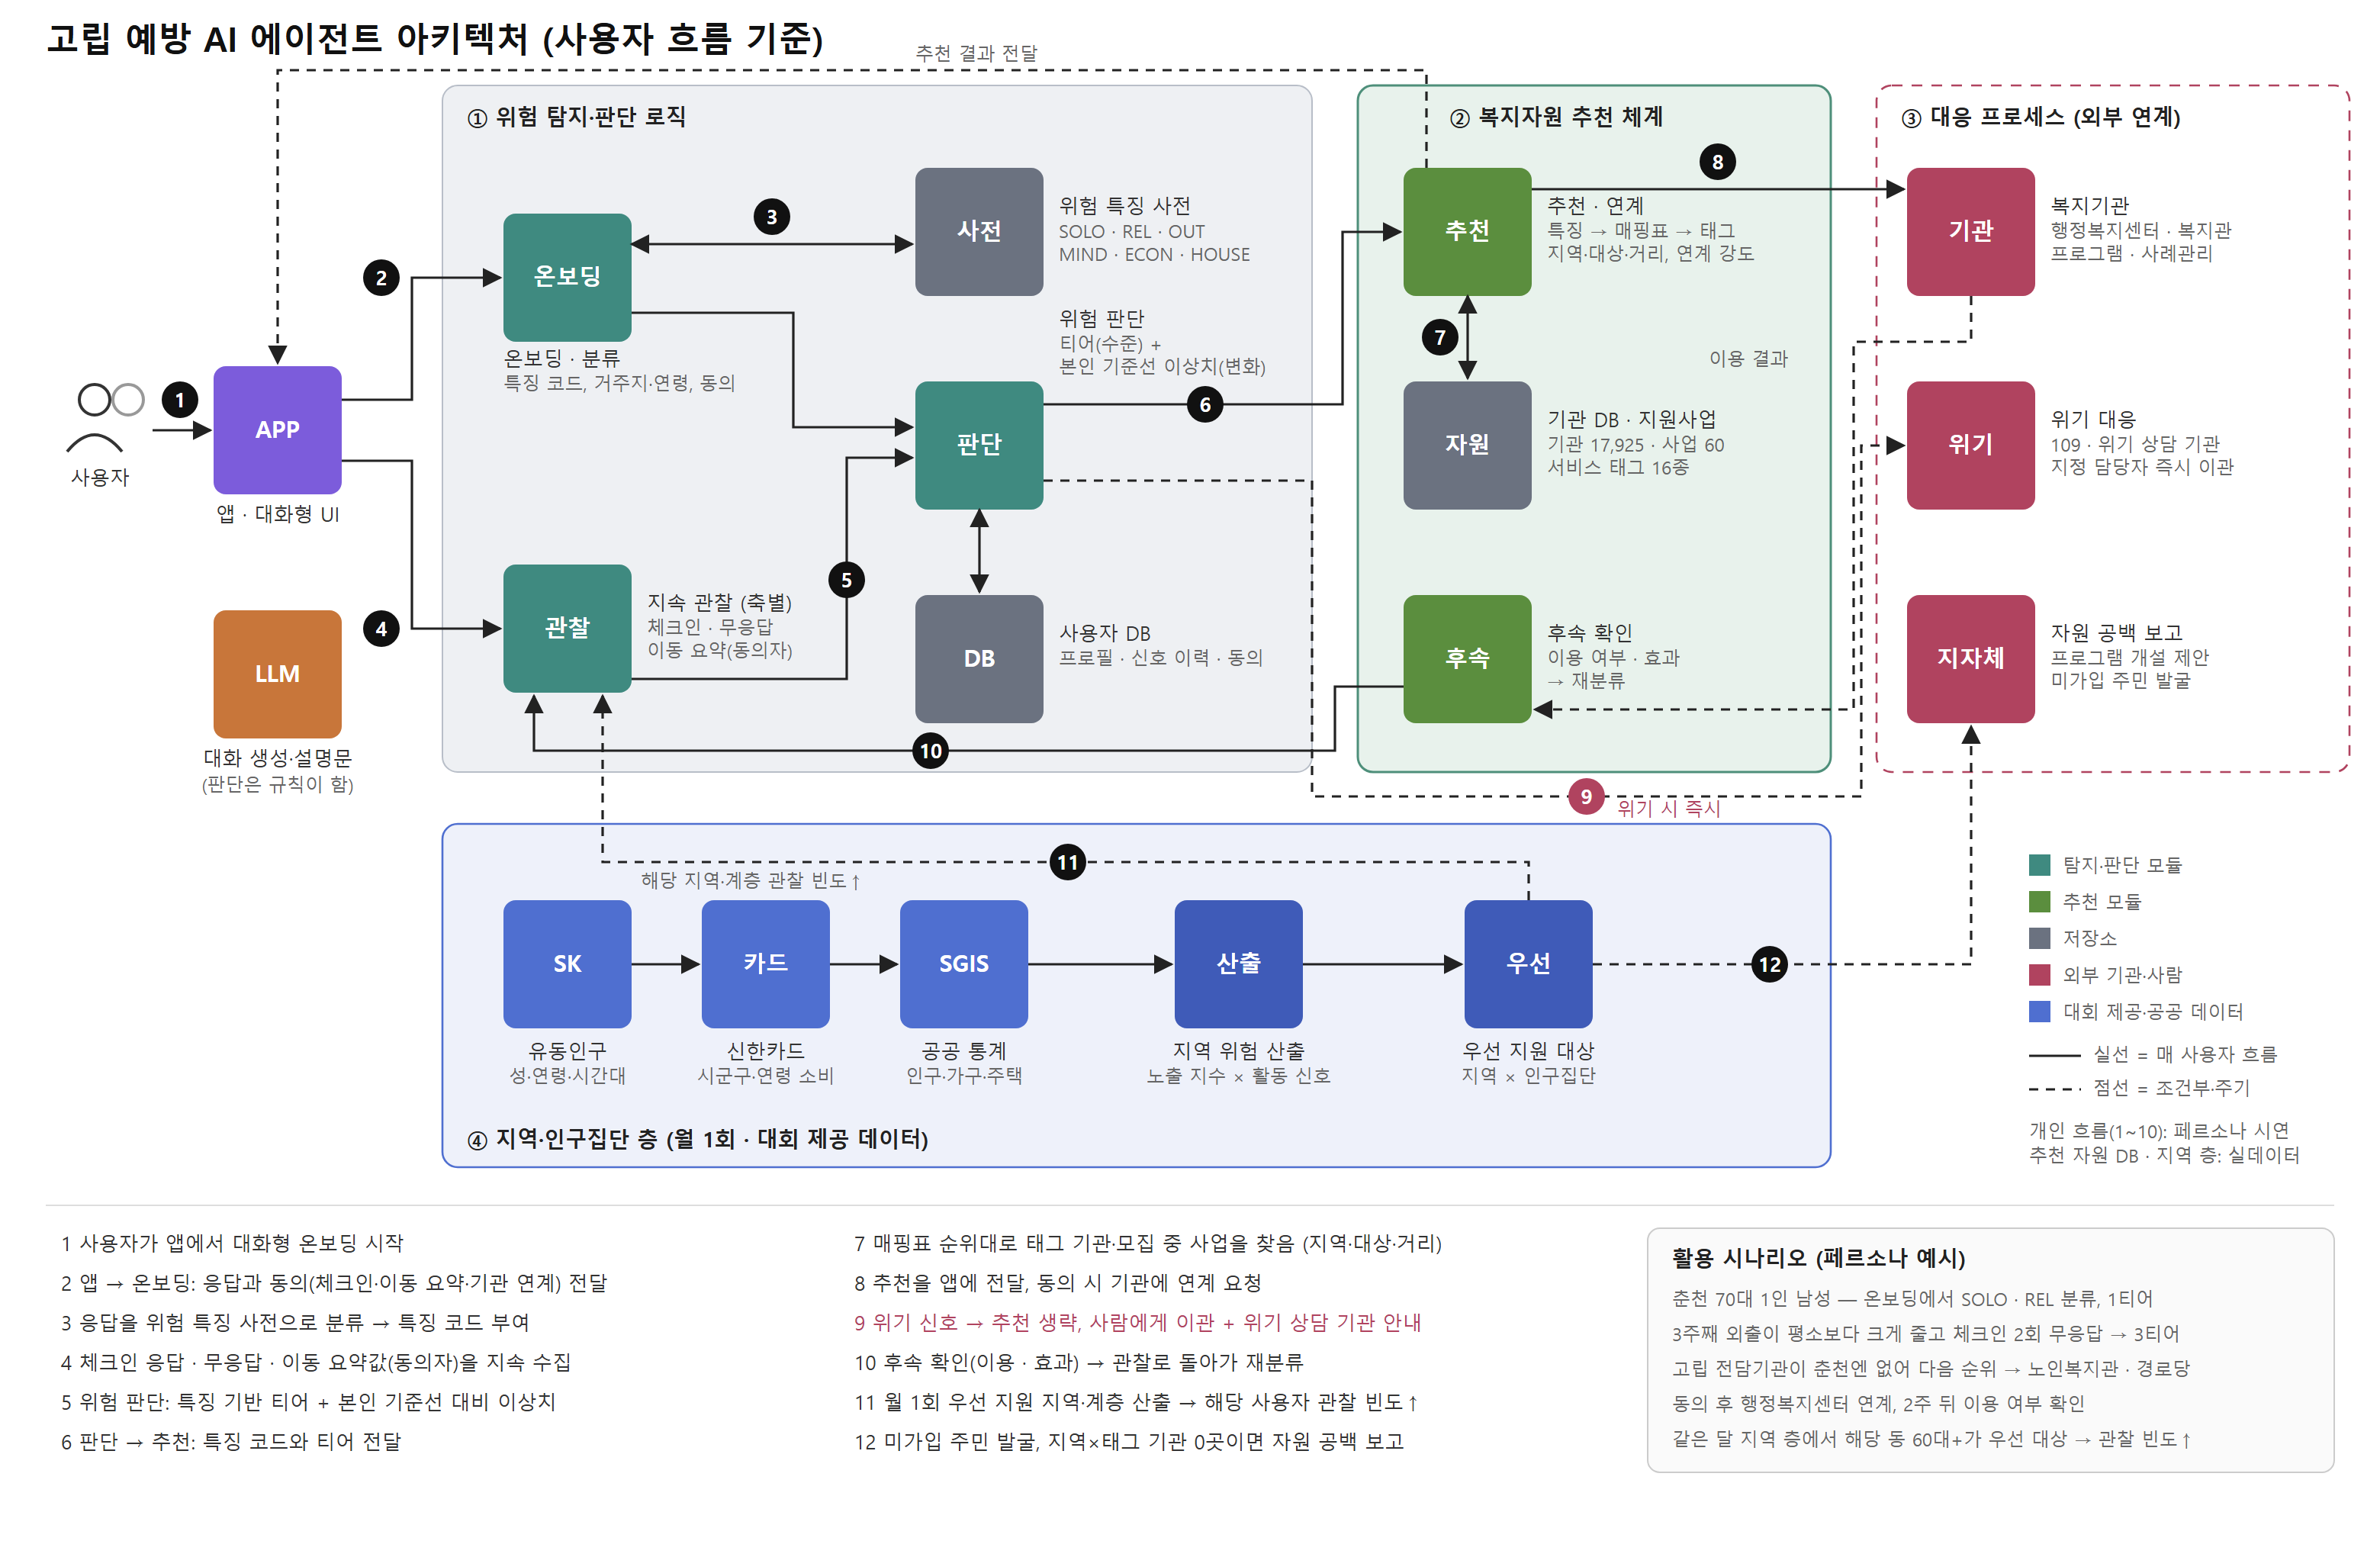 고립 예방 AI 에이전트 아키텍처 (사용자 흐름 기준)
추천 결과 전달
① 위험 탐지·판단 로직
② 복지자원 추천 체계
③ 대응 프로세스 (외부 연계)
1
사용자
APP
앱 · 대화형 UI
LLM
대화 생성·설명문
(판단은 규칙이 함)
2
4
온보딩
온보딩 · 분류
특징 코드, 거주지·연령, 동의
3
사전
위험 특징 사전
SOLO · REL · OUT
MIND · ECON · HOUSE
위험 판단
티어(수준) +
본인 기준선 이상치(변화)
판단
6
관찰
지속 관찰 (축별)
체크인 · 무응답
이동 요약(동의자)
5
DB
사용자 DB
프로필 · 신호 이력 · 동의
10
추천
추천 · 연계
특징 → 매핑표 → 태그
지역·대상·거리, 연계 강도
8
7
이용 결과
자원
기관 DB · 지원사업
기관 17,925 · 사업 60
서비스 태그 16종
후속
후속 확인
이용 여부 · 효과
→ 재분류
9
위기 시 즉시
기관
복지기관
행정복지센터 · 복지관
프로그램 · 사례관리
위기
위기 대응
109 · 위기 상담 기관
지정 담당자 즉시 이관
지자체
자원 공백 보고
프로그램 개설 제안
미가입 주민 발굴
11
해당 지역·계층 관찰 빈도↑
SK
유동인구
성·연령·시간대
카드
신한카드
시군구·연령 소비
SGIS
공공 통계
인구·가구·주택
산출
지역 위험 산출
노출 지수 × 활동 신호
우선
우선 지원 대상
지역 × 인구집단
12
④ 지역·인구집단 층 (월 1회 · 대회 제공 데이터)
탐지·판단 모듈
추천 모듈
저장소
외부 기관·사람
대회 제공·공공 데이터
실선 = 매 사용자 흐름
점선 = 조건부·주기
개인 흐름(1~10): 페르소나 시연
추천 자원 DB · 지역 층: 실데이터
1 사용자가 앱에서 대화형 온보딩 시작
2 앱 → 온보딩: 응답과 동의(체크인·이동 요약·기관 연계) 전달
3 응답을 위험 특징 사전으로 분류 → 특징 코드 부여
4 체크인 응답 · 무응답 · 이동 요약값(동의자)을 지속 수집
5 위험 판단: 특징 기반 티어 + 본인 기준선 대비 이상치
6 판단 → 추천: 특징 코드와 티어 전달
7 매핑표 순위대로 태그 기관·모집 중 사업을 찾음 (지역·대상·거리)
8 추천을 앱에 전달, 동의 시 기관에 연계 요청
9 위기 신호 → 추천 생략, 사람에게 이관 + 위기 상담 기관 안내
10 후속 확인(이용 · 효과) → 관찰로 돌아가 재분류
11 월 1회 우선 지원 지역·계층 산출 → 해당 사용자 관찰 빈도↑
12 미가입 주민 발굴, 지역×태그 기관 0곳이면 자원 공백 보고
활용 시나리오 (페르소나 예시)
춘천 70대 1인 남성 — 온보딩에서 SOLO · REL 분류, 1티어
3주째 외출이 평소보다 크게 줄고 체크인 2회 무응답 → 3티어
고립 전담기관이 춘천엔 없어 다음 순위 → 노인복지관 · 경로당
동의 후 행정복지센터 연계, 2주 뒤 이용 여부 확인
같은 달 지역 층에서 해당 동 60대+가 우선 대상 → 관찰 빈도↑